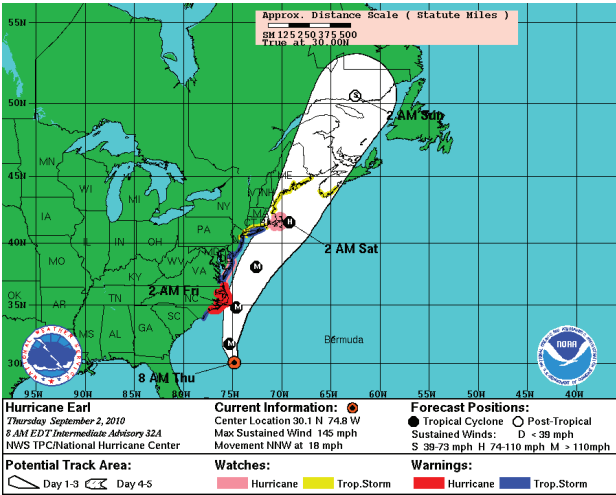 Approx. Distance Scale ( Statute Miles )
SM 125 250 375 500
True at 30.00N
55N
50N
45N
40N
35N
30N
95W 90W 85W 80W 75W 70W 65W 60W 55W 50W 45W 40W
2 AM Sun
2 AM Sat
2 AM Fri
8 AM Thu
Bermuda
MN
WI
MI
IA
IL
IN
OH
PA
NY
NH
ME
MA
MO
KY
WV
VA
OK
AR
TN
NC
SC
MS
AL
GA
S
H
M
M
M
NOAA
Hurricane Earl
Thursday September 2, 2010
8 AM EDT Intermediate Advisory 32A
NWS TPC/National Hurricane Center
Current Information:
Center Location 30.1 N 74.8 W
Max Sustained Wind 145 mph
Movement NNW at 18 mph
Forecast Positions:
Tropical Cyclone Post-Tropical
Sustained Winds: D < 39 mph
S 39-73 mph H 74-110 mph M > 110mph
Potential Track Area:
Day 1-3 Day 4-5
Watches:
Hurricane Trop.Storm
Warnings:
Hurricane Trop.Storm